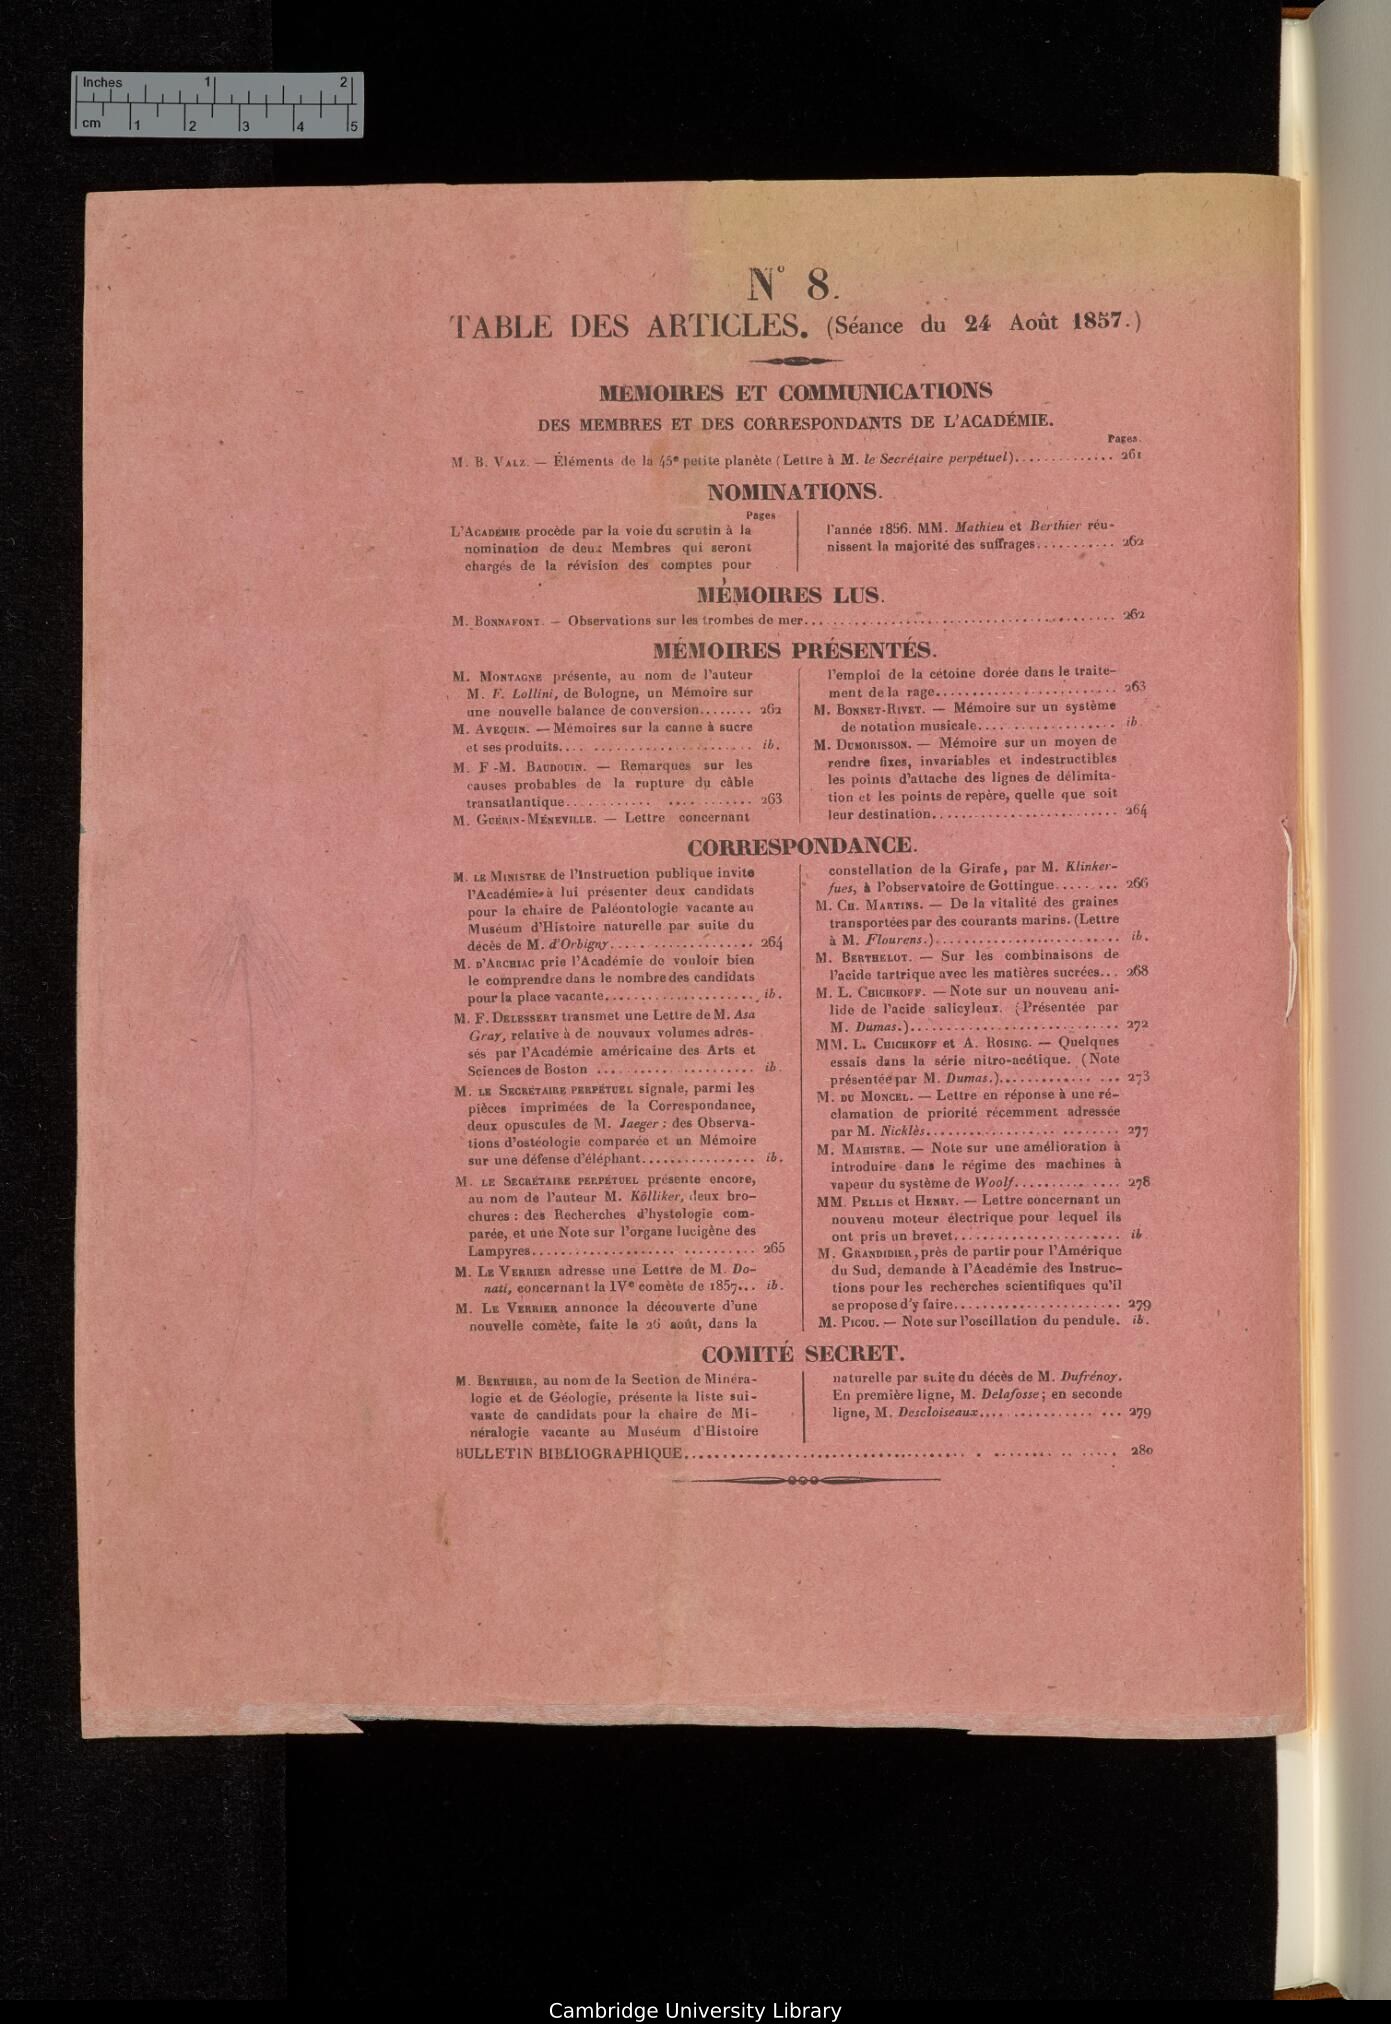 Inches 1 2
cm 1 2 3 4 5
N° 8.
TABLE DES ARTICLES. (Séance du 24 Août 1857.)
MÉMOIRES ET COMMUNICATIONS
DES MEMBRES ET DES CORRESPONDANTS DE L'ACADÉMIE.
Pages.
M. B. VALZ. — Éléments de la 45e petite planète (Lettre à M. le Secrétaire perpétuel).............. 261
NOMINATIONS.
Pages
L'ACADÉMIE procède par la voie du scrutin à la
nomination de deux Membres qui seront
chargés de la révision des comptes pour
l'année 1856. MM. Mathieu et Berthier réu-
nissent la majorité des suffrages........... 262
MÉMOIRES LUS.
M. BONNAFONT. — Observations sur les trombes de mer............................................ 262
MÉMOIRES PRÉSENTÉS.
M. MONTAGNE présente, au nom de l'auteur
M. F. Lollini, de Bologne, un Mémoire sur
une nouvelle balance de conversion........ 262
M. AVEQUIN. — Mémoires sur la canne à sucre
et ses produits.......................... ib.
M. F.-M. BAUDOUIN. — Remarques sur les
causes probables de la rupture du câble
transatlantique........................ 263
M. GUÉRIN-MÉNEVILLE. — Lettre concernant
l'emploi de la cétoine dorée dans le traite-
ment de la rage......................... 263
M. BONNET-RIVET. — Mémoire sur un système
de notation musicale.................... ib.
M. DUMORISSON. — Mémoire sur un moyen de
rendre fixes, invariables et indestructibles
les points d'attache des lignes de délimita-
tion et les points de repère, quelle que soit
leur destination.......................... 264
CORRESPONDANCE.
M. LE MINISTRE de l'Instruction publique invite
l'Académie à lui présenter deux candidats
pour la chaire de Paléontologie vacante au
Muséum d'Histoire naturelle par suite du
décès de M. d'Orbigny.................... 264
M. D'ARCHIAC prie l'Académie de vouloir bien
le comprendre dans le nombre des candidats
pour la place vacante..................... ib.
M. F. DELESSERT transmet une Lettre de M. Asa
Gray, relative à de nouvaux volumes adres-
sés par l'Académie américaine des Arts et
Sciences de Boston ...................... ib.
M. LE SECRÉTAIRE PERPÉTUEL signale, parmi les
pièces imprimées de la Correspondance,
deux opuscules de M. Jaeger : des Observa-
tions d'ostéologie comparée et un Mémoire
sur une défense d'éléphant................ ib.
M. LE SECRÉTAIRE PERPÉTUEL présente encore,
au nom de l'auteur M. Kölliker, deux bro-
chures : des Recherches d'hystologie com-
parée, et une Note sur l'organe lucigène des
Lampyres.............................. 265
M. LE VERRIER adresse une Lettre de M. Do-
nati, concernant la IVe comète de 1857... ib.
M. LE VERRIER annonce la découverte d'une
nouvelle comète, faite le 26 août, dans la
constellation de la Girafe, par M. Klinker-
fues, à l'observatoire de Gottingue......... 266
M. CH. MARTINS. — De la vitalité des graines
transportées par des courants marins. (Lettre
à M. Flourens.).......................... ib.
M. BERTHELOT. — Sur les combinaisons de
l'acide tartrique avec les matières sucrées... 268
M. L. CHICHKOFF. — Note sur un nouveau ani-
lide de l'acide salicyleux. (Présentée par
M. Dumas.)............................. 272
MM. L. CHICHKOFF et A. ROSING. — Quelques
essais dans la série nitro-acétique. (Note
présentée par M. Dumas.)................ 273
M. DU MONCEL. — Lettre en réponse à une ré-
clamation de priorité récemment adressée
par M. Nicklès........................... 277
M. MAHISTRE. — Note sur une amélioration à
introduire dans le régime des machines à
vapeur du système de Woolf............... 278
MM. PELLIS et HENRY. — Lettre concernant un
nouveau moteur électrique pour lequel ils
ont pris un brevet....................... ib.
M. GRANDIDIER, près de partir pour l'Amérique
du Sud, demande à l'Académie des Instruc-
tions pour les recherches scientifiques qu'il
se propose d'y faire....................... 279
M. PICOU. — Note sur l'oscillation du pendule. ib.
COMITÉ SECRET.
M. BERTHIER, au nom de la Section de Minéra-
logie et de Géologie, présente la liste sui-
vante de candidats pour la chaire de Mi-
néralogie vacante au Muséum d'Histoire
naturelle par suite du décès de M. Dufrénoy.
En première ligne, M. Delafosse; en seconde
ligne, M. Descloiseaux.................... 279
BULLETIN BIBLIOGRAPHIQUE................................................ 280
Cambridge University Library